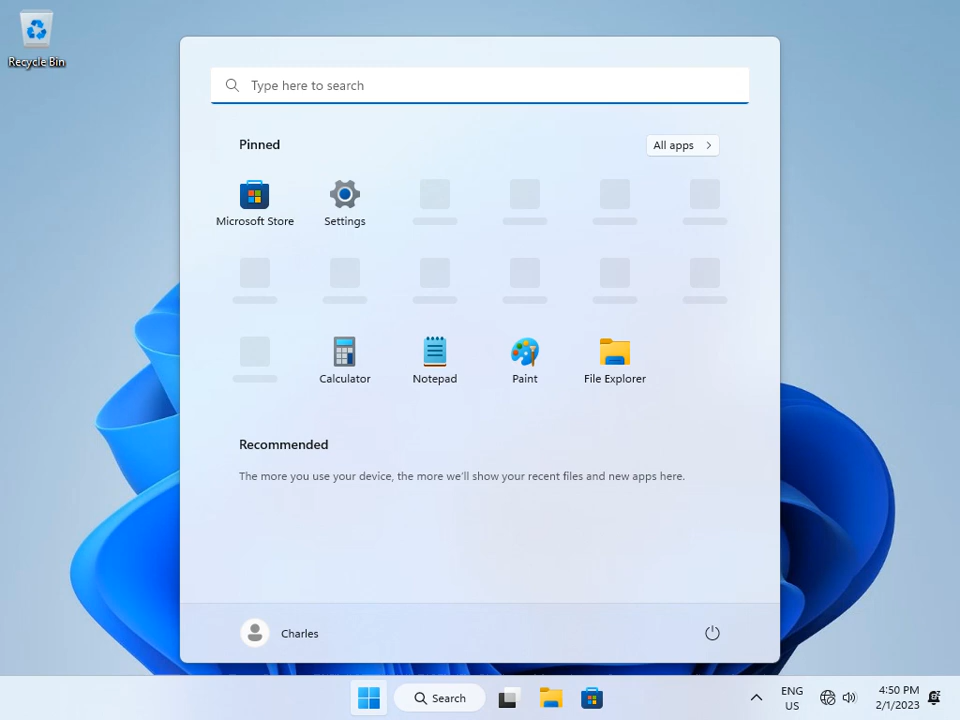 Recycle Bin
Type here to search
Pinned
All apps
Microsoft Store
Settings
Calculator
Notepad
Paint
File Explorer
Recommended
The more you use your device, the more we'll show your recent files and new apps here.
Charles
Search
ENG
US
4:50 PM
2/1/2023